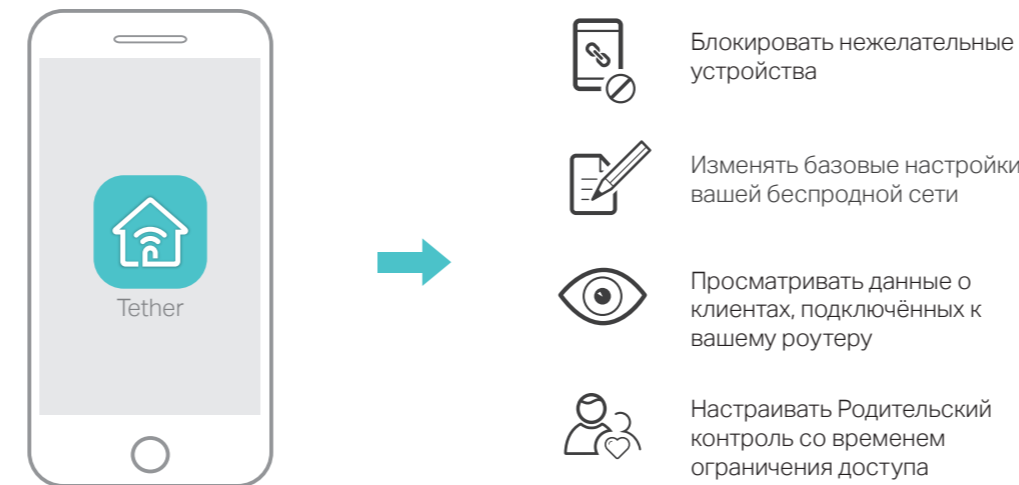 Tether
Блокировать нежелательные
устройства
Изменять базовые настройки
вашей беспродной сети
Просматривать данные о
клиентах, подключённых к
вашему роутеру
Настраивать Родительский
контроль со временем
ограничения доступа